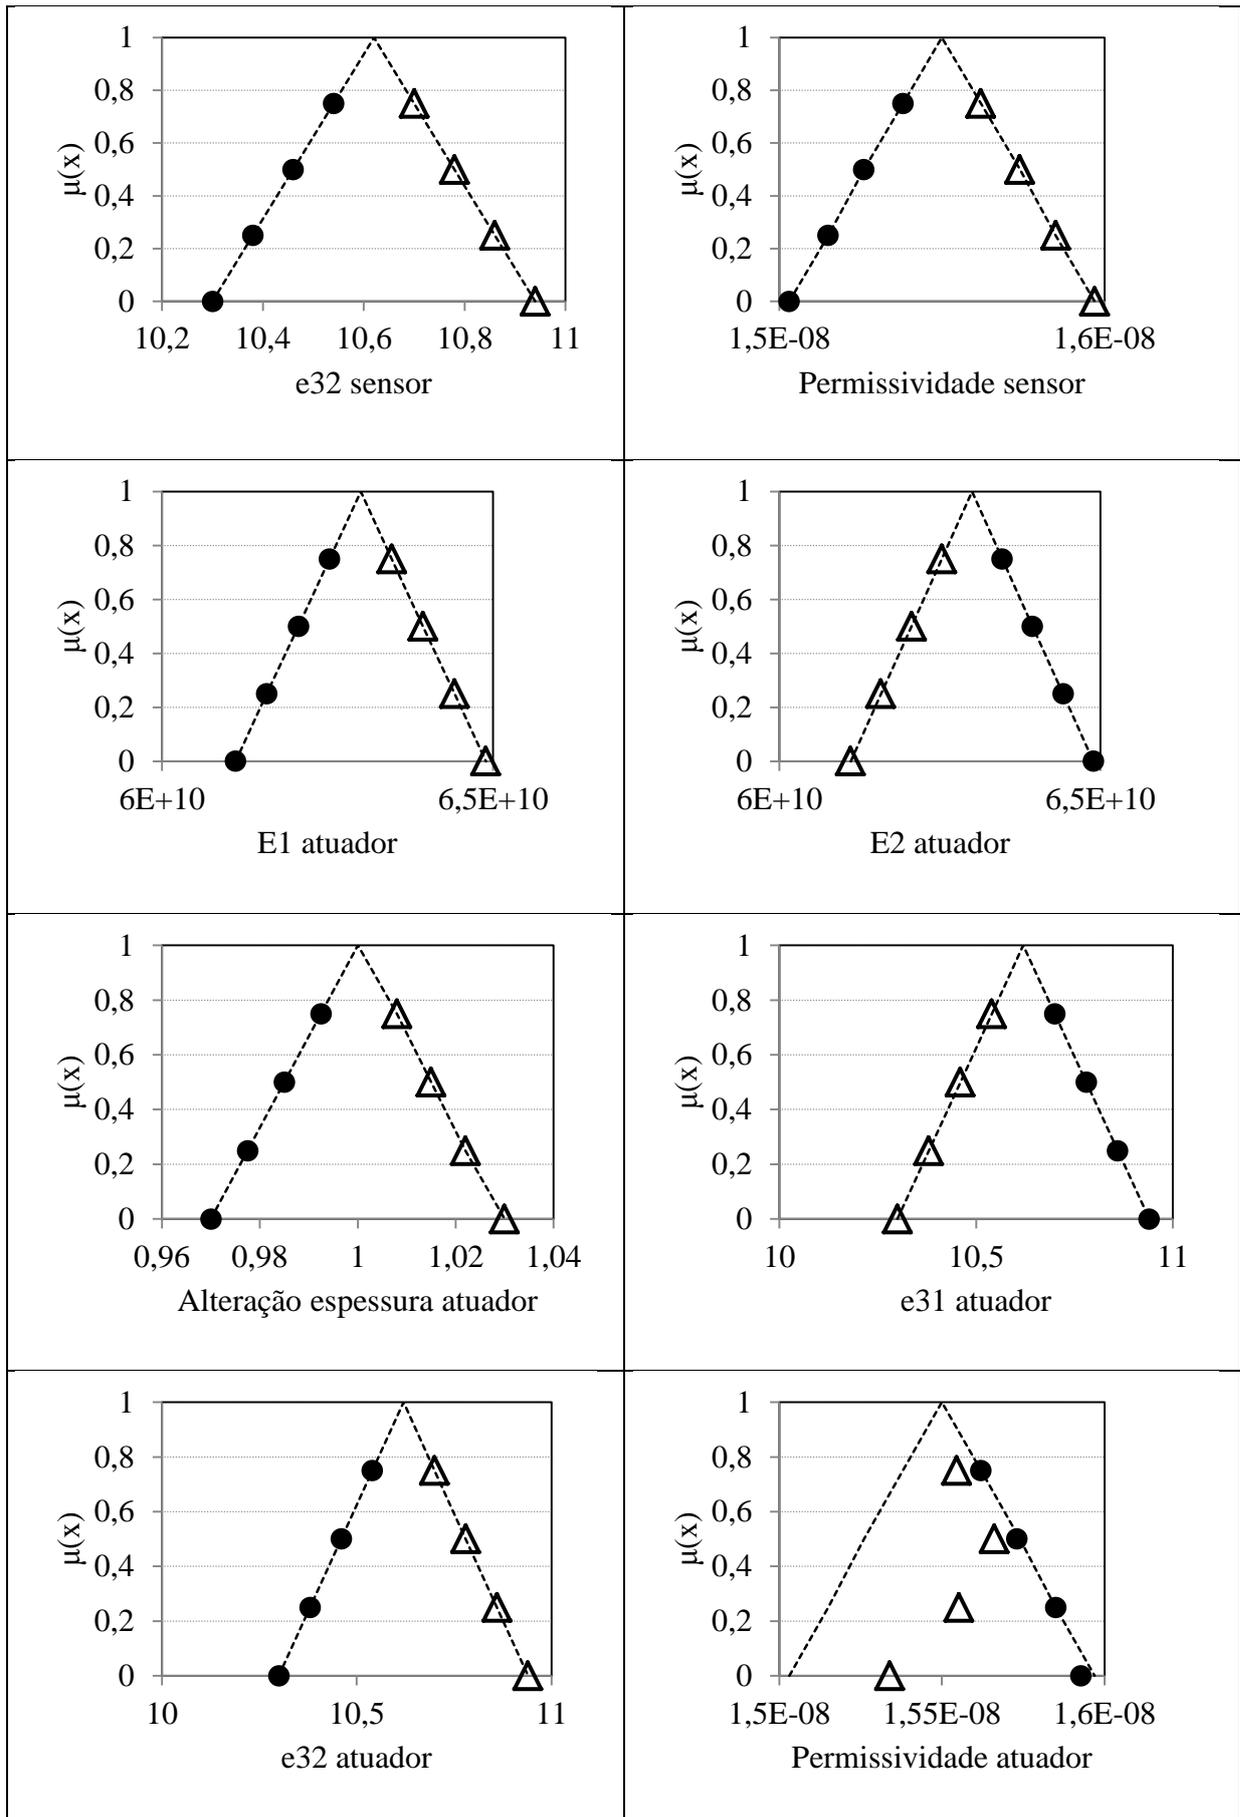 1
0,8
0,6
0,4
0,2
0
μ(x)
10,2 10,4 10,6 10,8 11
e32 sensor
1
0,8
0,6
0,4
0,2
0
μ(x)
1,5E-08 1,6E-08
Permissividade sensor
1
0,8
0,6
0,4
0,2
0
μ(x)
6E+10 6,5E+10
E1 atuador
1
0,8
0,6
0,4
0,2
0
μ(x)
6E+10 6,5E+10
E2 atuador
1
0,8
0,6
0,4
0,2
0
μ(x)
0,96 0,98 1 1,02 1,04
Alteração espessura atuador
1
0,8
0,6
0,4
0,2
0
μ(x)
10 10,5 11
e31 atuador
1
0,8
0,6
0,4
0,2
0
μ(x)
10 10,5 11
e32 atuador
1
0,8
0,6
0,4
0,2
0
μ(x)
1,5E-08 1,55E-08 1,6E-08
Permissividade atuador